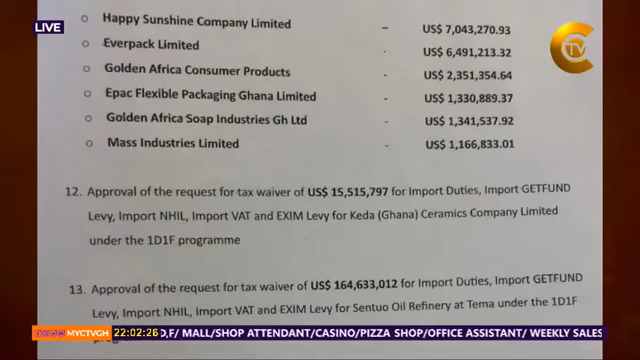 LIVE
Happy Sunshine Company Limited – US$ 7,043,270.93
Everpack Limited - US$ 6,491,213.32
Golden Africa Consumer Products - US$ 2,351,354.64
Epac Flexible Packaging Ghana Limited - US$ 1,330,889.37
Golden Africa Soap Industries Gh Ltd - US$ 1,341,537.92
Mass Industries Limited - US$ 1,166,833.01
C TV
12. Approval of the request for tax waiver of US$ 15,515,797 for Import Duties, Import GETFUND
Levy, Import NHIL, Import VAT and EXIM Levy for Keda (Ghana) Ceramics Company Limited
under the 1D1F programme
13. Approval of the request for tax waiver of US$ 164,633,012 for Import Duties, Import GETFUND
Levy, Import NHIL, Import VAT and EXIM Levy for Sentuo Oil Refinery at Tema under the 1D1F
MYCTVGH 22:02:26 D,F/ MALL/SHOP ATTENDANT/CASINO/PIZZA SHOP/OFFICE ASSISTANT/ WEEKLY SALES